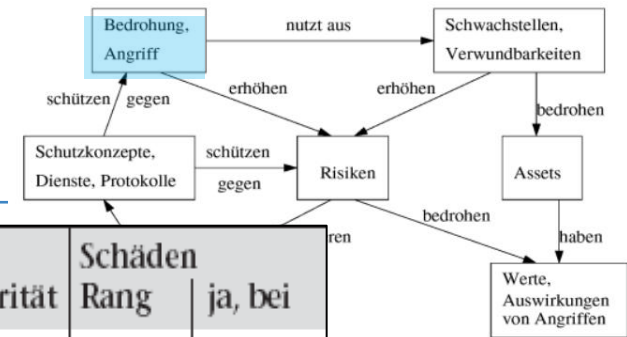 Bedrohung,
Angriff
nutzt aus
Schwachstellen,
Verwundbarkeiten
schützen gegen
erhöhen
erhöhen
bedrohen
Schutzkonzepte,
Dienste, Protokolle
schützen
gegen
Risiken
Assets
bedrohen
haben
ren
Werte,
Auswirkungen
von Angriffen
Schäden
rität Rang ja, bei